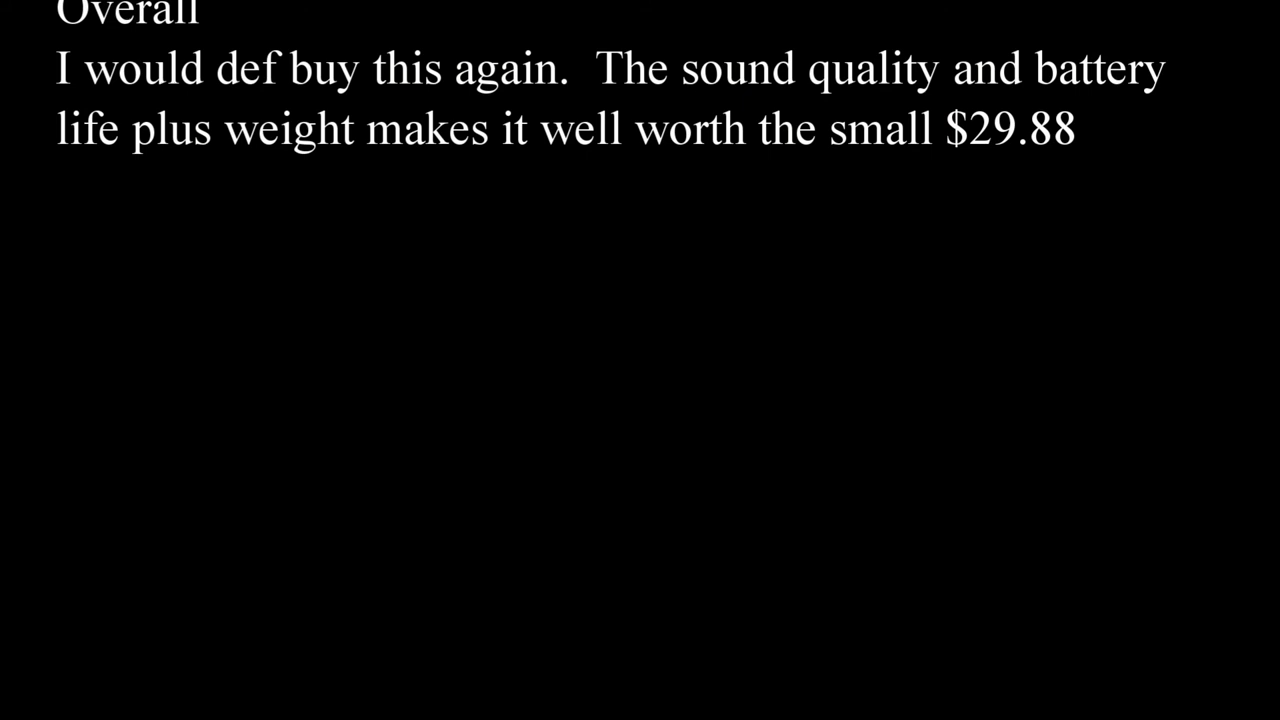 Overall
I would def buy this again.  The sound quality and battery
life plus weight makes it well worth the small $29.88